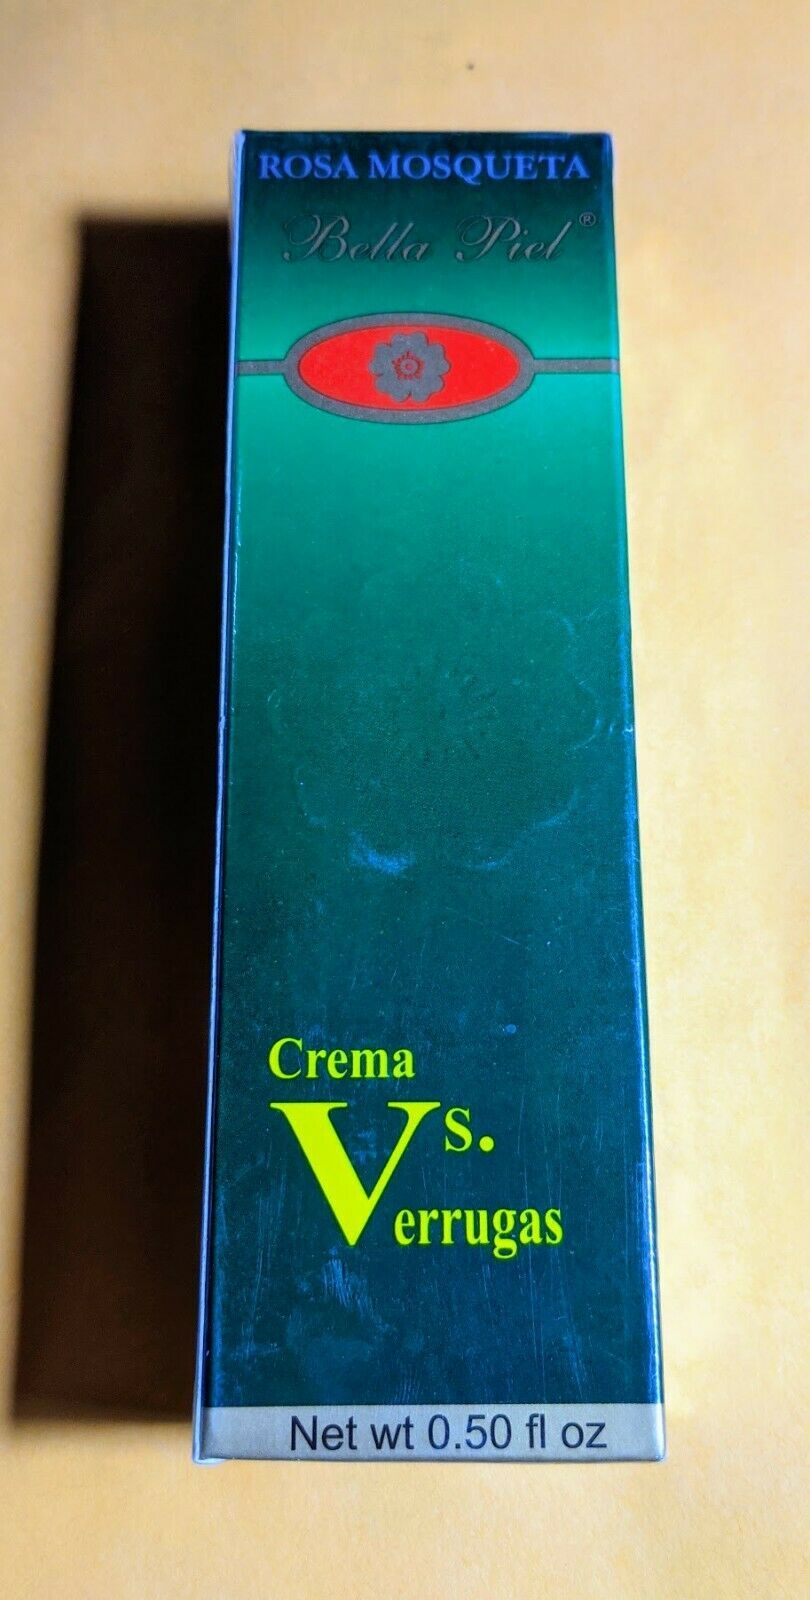 ROSA MOSQUETA
Bella Piel ®
Crema
Vs.
Verrugas
Net wt 0.50 fl oz